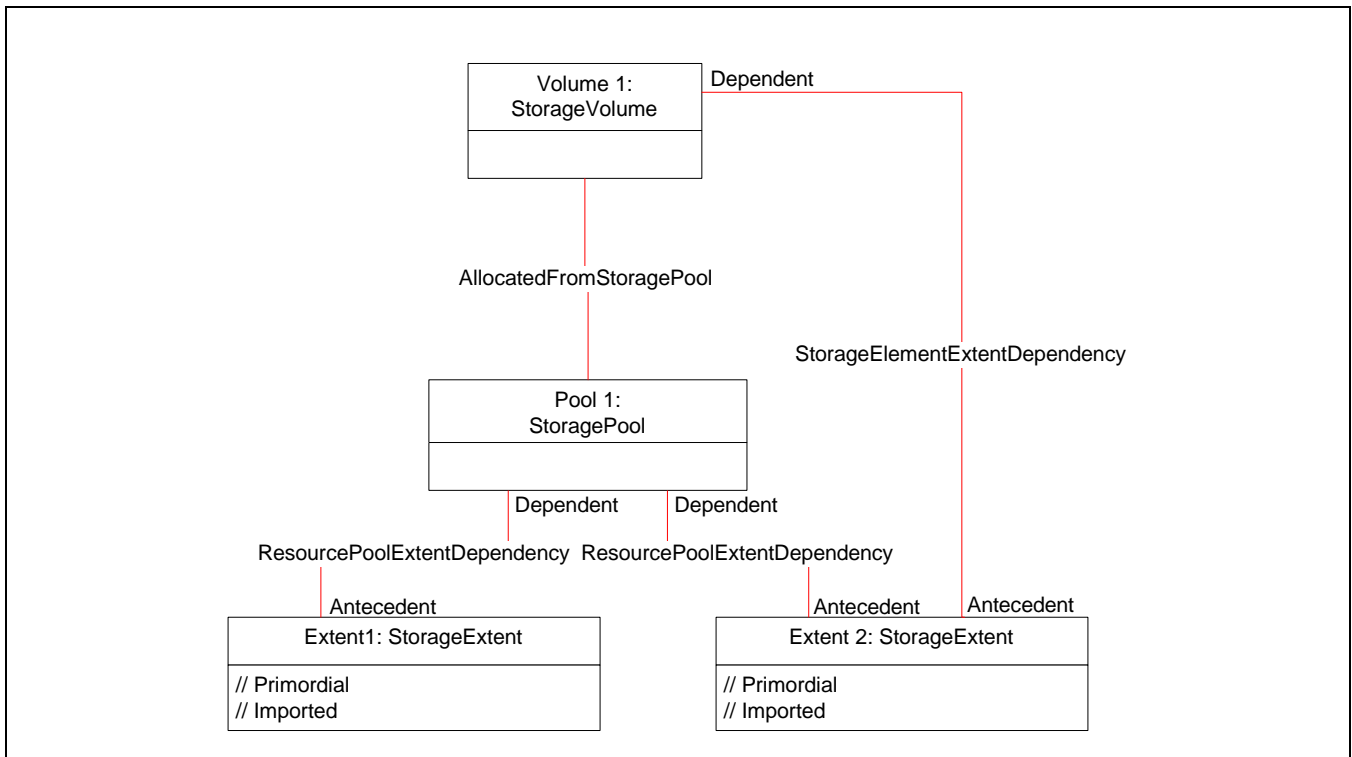 Volume 1:
StorageVolume
Dependent
AllocatedFromStoragePool
StorageElementExtentDependency
Pool 1:
StoragePool
Dependent
Dependent
ResourcePoolExtentDependency
ResourcePoolExtentDependency
Antecedent
Antecedent
Antecedent
Extent1: StorageExtent
// Primordial
// Imported
Extent 2: StorageExtent
// Primordial
// Imported